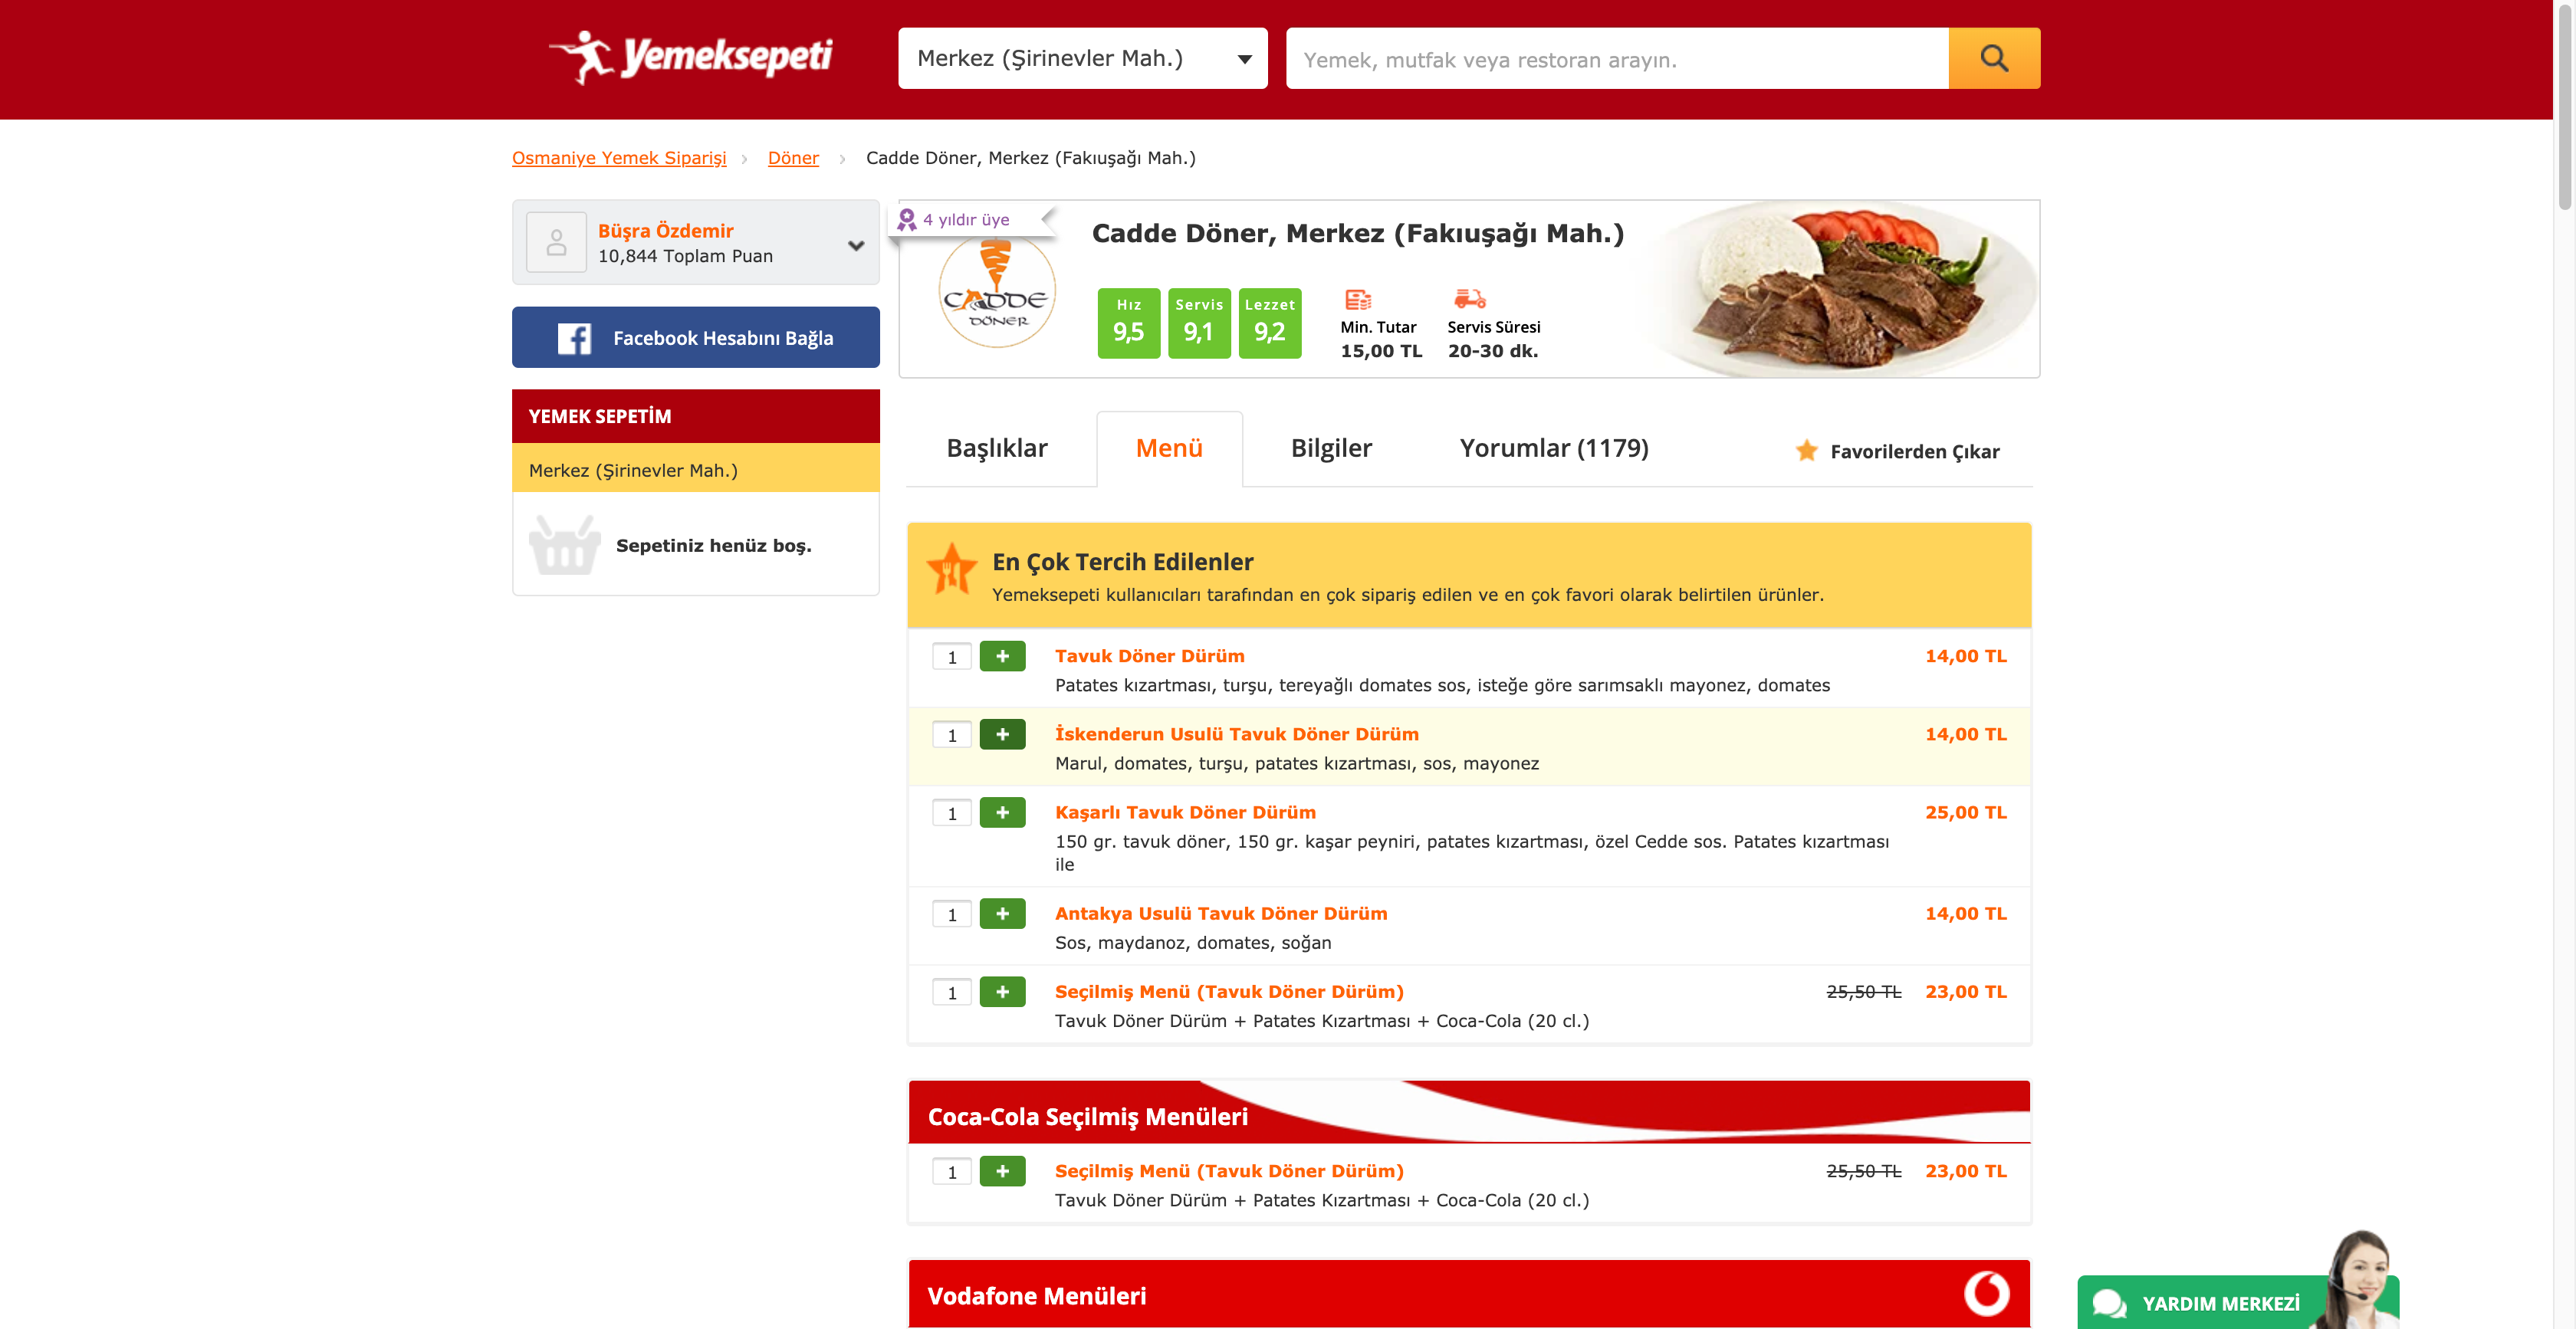 Yemeksepeti
Merkez (Şirinevler Mah.)
Yemek, mutfak veya restoran arayın.
Osmaniye Yemek Siparişi › Döner › Cadde Döner, Merkez (Fakıuşağı Mah.)
Büşra Özdemir
10,844 Toplam Puan
Facebook Hesabını Bağla
YEMEK SEPETİM
Merkez (Şirinevler Mah.)
Sepetiniz henüz boş.
4 yıldır üye
CADDE
DÖNER
Cadde Döner, Merkez (Fakıuşağı Mah.)
Hız
9,5
Servis
9,1
Lezzet
9,2
Min. Tutar
15,00 TL
Servis Süresi
20-30 dk.
Başlıklar
Menü
Bilgiler
Yorumlar (1179)
Favorilerden Çıkar
En Çok Tercih Edilenler
Yemeksepeti kullanıcıları tarafından en çok sipariş edilen ve en çok favori olarak belirtilen ürünler.
1 + Tavuk Döner Dürüm 14,00 TL
Patates kızartması, turşu, tereyağlı domates sos, isteğe göre sarımsaklı mayonez, domates
1 + İskenderun Usulü Tavuk Döner Dürüm 14,00 TL
Marul, domates, turşu, patates kızartması, sos, mayonez
1 + Kaşarlı Tavuk Döner Dürüm 25,00 TL
150 gr. tavuk döner, 150 gr. kaşar peyniri, patates kızartması, özel Cedde sos. Patates kızartması
ile
1 + Antakya Usulü Tavuk Döner Dürüm 14,00 TL
Sos, maydanoz, domates, soğan
1 + Seçilmiş Menü (Tavuk Döner Dürüm) 25,50 TL 23,00 TL
Tavuk Döner Dürüm + Patates Kızartması + Coca-Cola (20 cl.)
Coca-Cola Seçilmiş Menüleri
1 + Seçilmiş Menü (Tavuk Döner Dürüm) 25,50 TL 23,00 TL
Tavuk Döner Dürüm + Patates Kızartması + Coca-Cola (20 cl.)
Vodafone Menüleri
YARDIM MERKEZİ